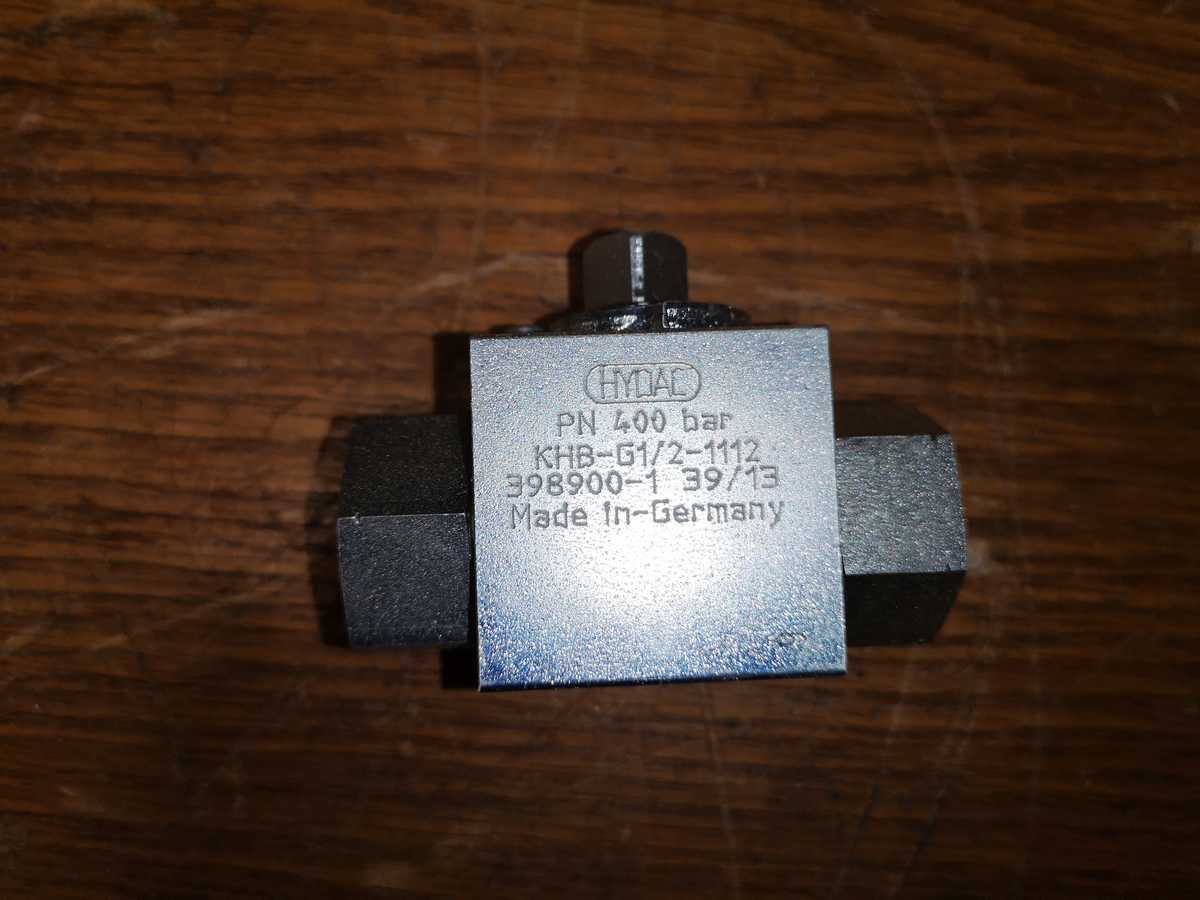 HYDAC
PN 400 bar
KHB-G1/2-1112
398900-1 39/13
Made in-Germany